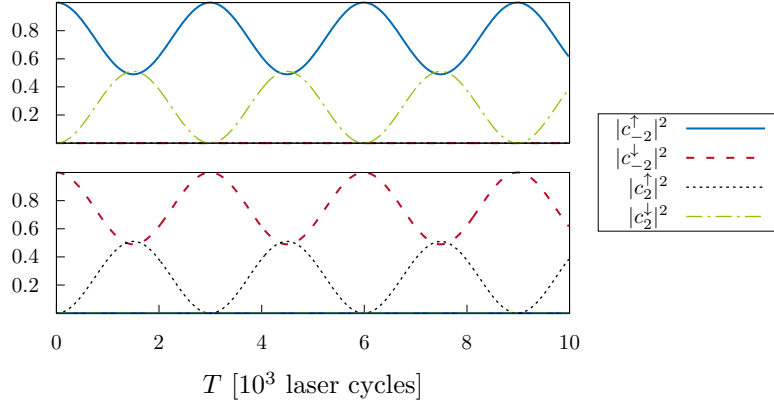 0.8
0.6
0.4
0.2
0.8
0.6
0.4
0.2
0 2 4 6 8 10
T [10³ laser cycles]
|c↑₋₂|²
|c↓₋₂|²
|c↑₂|²
|c↓₂|²